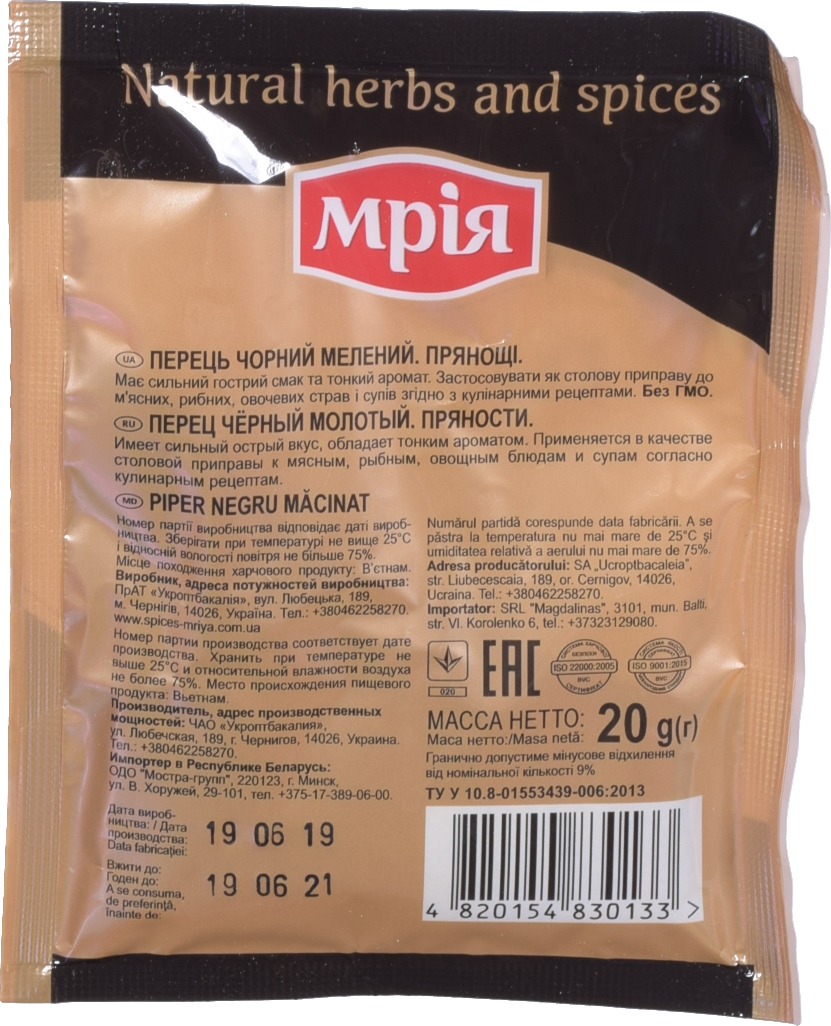 Natural herbs and spices
мрія
UA ПЕРЕЦЬ ЧОРНИЙ МЕЛЕНИЙ. ПРЯНОЩІ.
Має сильний гострий смак та тонкий аромат. Застосовувати як столову приправу до
м'ясних, рибних, овочевих страв і супів згідно з кулінарними рецептами. Без ГМО.
RU ПЕРЕЦ ЧЁРНЫЙ МОЛОТЫЙ. ПРЯНОСТИ.
Имеет сильный острый вкус, обладает тонким ароматом. Применяется в качестве
столовой приправы к мясным, рыбным, овощным блюдам и супам согласно
кулинарным рецептам.
MD PIPER NEGRU MĂCINAT
Номер партії виробництва відповідає даті вироб-
ництва. Зберігати при температурі не вище 25°С
і відносній вологості повітря не більше 75%.
Місце походження харчового продукту: В'єтнам.
Виробник, адреса потужностей виробництва:
ПрАТ «Укроптбакалія», вул. Любецька, 189,
м. Чернігів, 14026, Україна. Тел.: +380462258270.
www.spices-mriya.com.ua
Номер партии производства соответствует дате
производства. Хранить при температуре не
выше 25°С и относительной влажности воздуха
не более 75%. Место происхождения пищевого
продукта: Вьетнам.
Производитель, адрес производственных
мощностей: ЧАО «Укроптбакалия»,
ул. Любечская, 189, г. Чернигов, 14026, Украина.
Тел.: +380462258270.
Импортер в Республике Беларусь:
ОДО "Мостра-групп", 220123, г. Минск,
ул. В. Хоружей, 29-101, тел. +375-17-389-06-00.
Дата вироб-
ництва: / Дата
производства:
Data fabricației:
19 06 19
Вжити до:
Годен до:
A se consuma,
de preferință,
înainte de:
19 06 21
Numărul partidă corespunde data fabricării. A se
păstra la temperatura nu mai mare de 25°C și
umiditatea relativă a aerului nu mai mare de 75%.
Adresa producătorului: SA „Ucroptbacaleia",
str. Liubecescaia, 189, or. Cernigov, 14026,
Ucraina. Tel.: +380462258270.
Importator: SRL "Magdalinas", 3101, mun. Balti,
str. Vl. Korolenko 6, tel.: +37323129080.
020
EAC
СИСТЕМА ХАРЧОВОЇ
БЕЗПЕКИ
ISO 22000:2005
BVC
СЕРТИФІКАТ
СИСТЕМА ЯКОСТІ
ISO 9001:2015
BVC
МАССА НЕТТО: 20 g(г)
Маса нетто:/Masa netă:
Гранично допустиме мінусове відхилення
від номінальної кількості 9%
ТУ У 10.8-01553439-006:2013
4 820154 830133 >